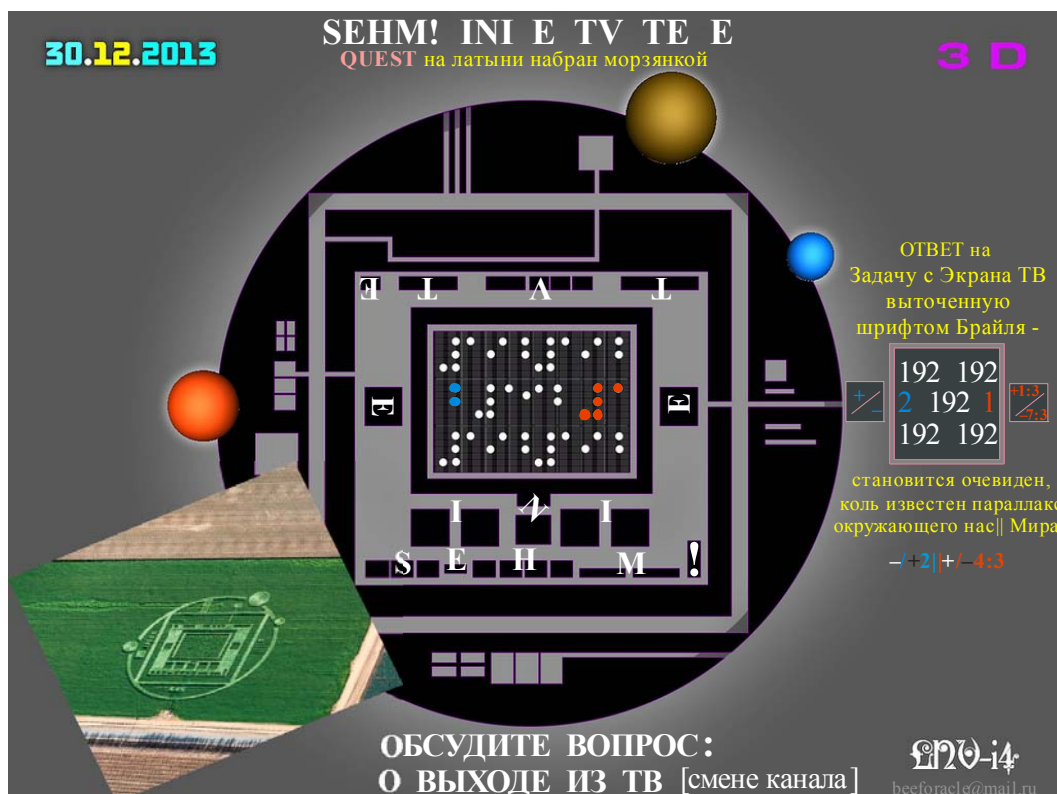 30.12.2013
SEHM! INI E TV TE E
QUEST на латыни набран морзянкой
3 D
E T V T
E E
I N I
S E H M !
ОТВЕТ на
Задачу с Экрана ТВ
выточенную
шрифтом Брайля -
192 192
+/– 2 192 1 +1:3/–7:3
192 192
становится очевиден,
коль известен параллакс
окружающего нас|| Мира
–/+2||+/–4:3
ОБСУДИТЕ ВОПРОС:
О ВЫХОДЕ ИЗ ТВ [смене канала]
beeforacle@mail.ru